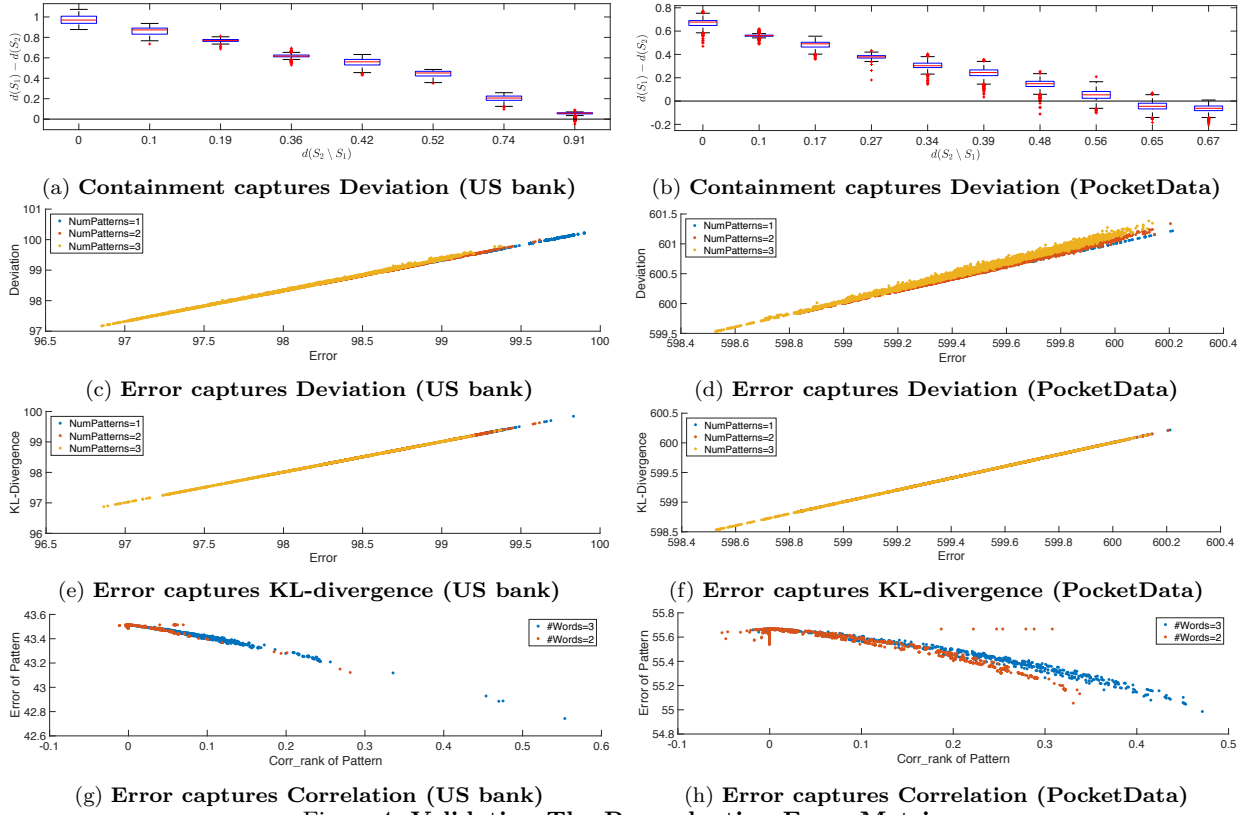 1
0.8
0.6
0.4
0.2
0
d(S1) − d(S2)
0 0.1 0.19 0.36 0.42 0.52 0.74 0.91
d(S2 \ S1)
(a) Containment captures Deviation (US bank)
0.8
0.6
0.4
0.2
0
-0.2
d(S1) − d(S2)
0 0.1 0.17 0.27 0.34 0.39 0.48 0.56 0.65 0.67
d(S2 \ S1)
(b) Containment captures Deviation (PocketData)
101
100
99
98
97
Deviation
NumPatterns=1
NumPatterns=2
NumPatterns=3
96.5 97 97.5 98 98.5 99 99.5 100
Error
(c) Error captures Deviation (US bank)
601.5
601
600.5
600
599.5
Deviation
NumPatterns=1
NumPatterns=2
NumPatterns=3
598.4 598.6 598.8 599 599.2 599.4 599.6 599.8 600 600.2 600.4
Error
(d) Error captures Deviation (PocketData)
100
99
98
97
96
KL-Divergence
NumPatterns=1
NumPatterns=2
NumPatterns=3
96.5 97 97.5 98 98.5 99 99.5 100
Error
(e) Error captures KL-divergence (US bank)
600.5
600
599.5
599
598.5
KL-Divergence
NumPatterns=1
NumPatterns=2
NumPatterns=3
598.4 598.6 598.8 599 599.2 599.4 599.6 599.8 600 600.2 600.4
Error
(f) Error captures KL-divergence (PocketData)
43.6
43.4
43.2
43
42.8
42.6
Error of Pattern
#Words=3
#Words=2
-0.1 0 0.1 0.2 0.3 0.4 0.5 0.6
Corr_rank of Pattern
(g) Error captures Correlation (US bank)
55.8
55.6
55.4
55.2
55
54.8
Error of Pattern
#Words=3
#Words=2
-0.1 0 0.1 0.2 0.3 0.4 0.5
Corr_rank of Pattern
(h) Error captures Correlation (PocketData)